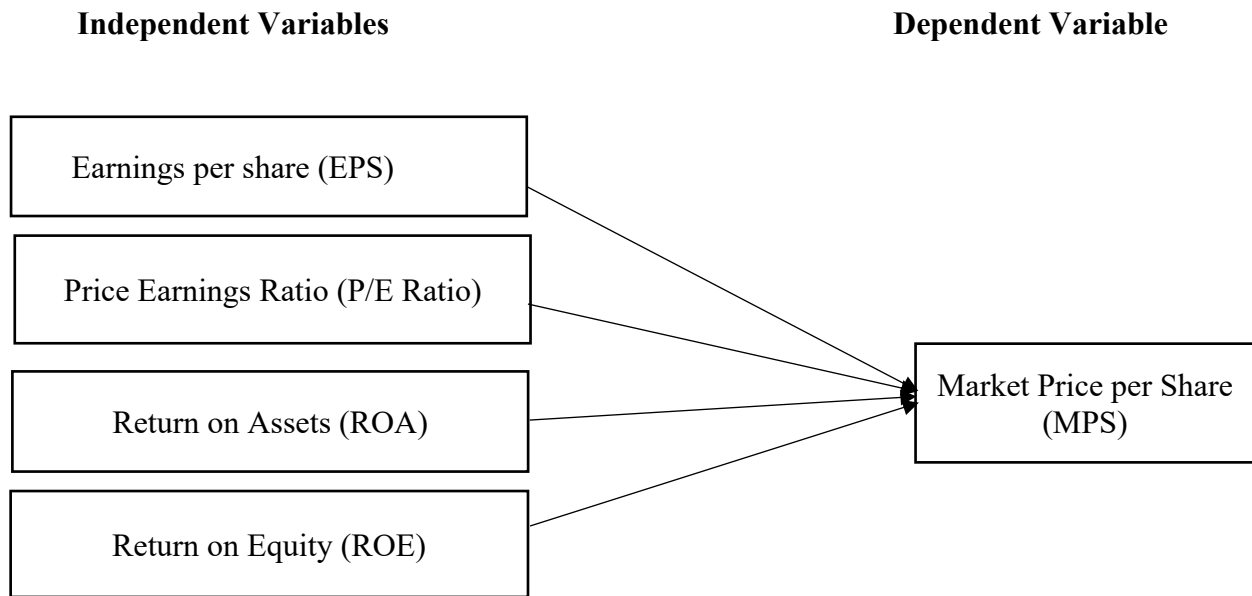 Independent Variables
Dependent Variable
Earnings per share (EPS)
Price Earnings Ratio (P/E Ratio)
Return on Assets (ROA)
Return on Equity (ROE)
Market Price per Share
(MPS)